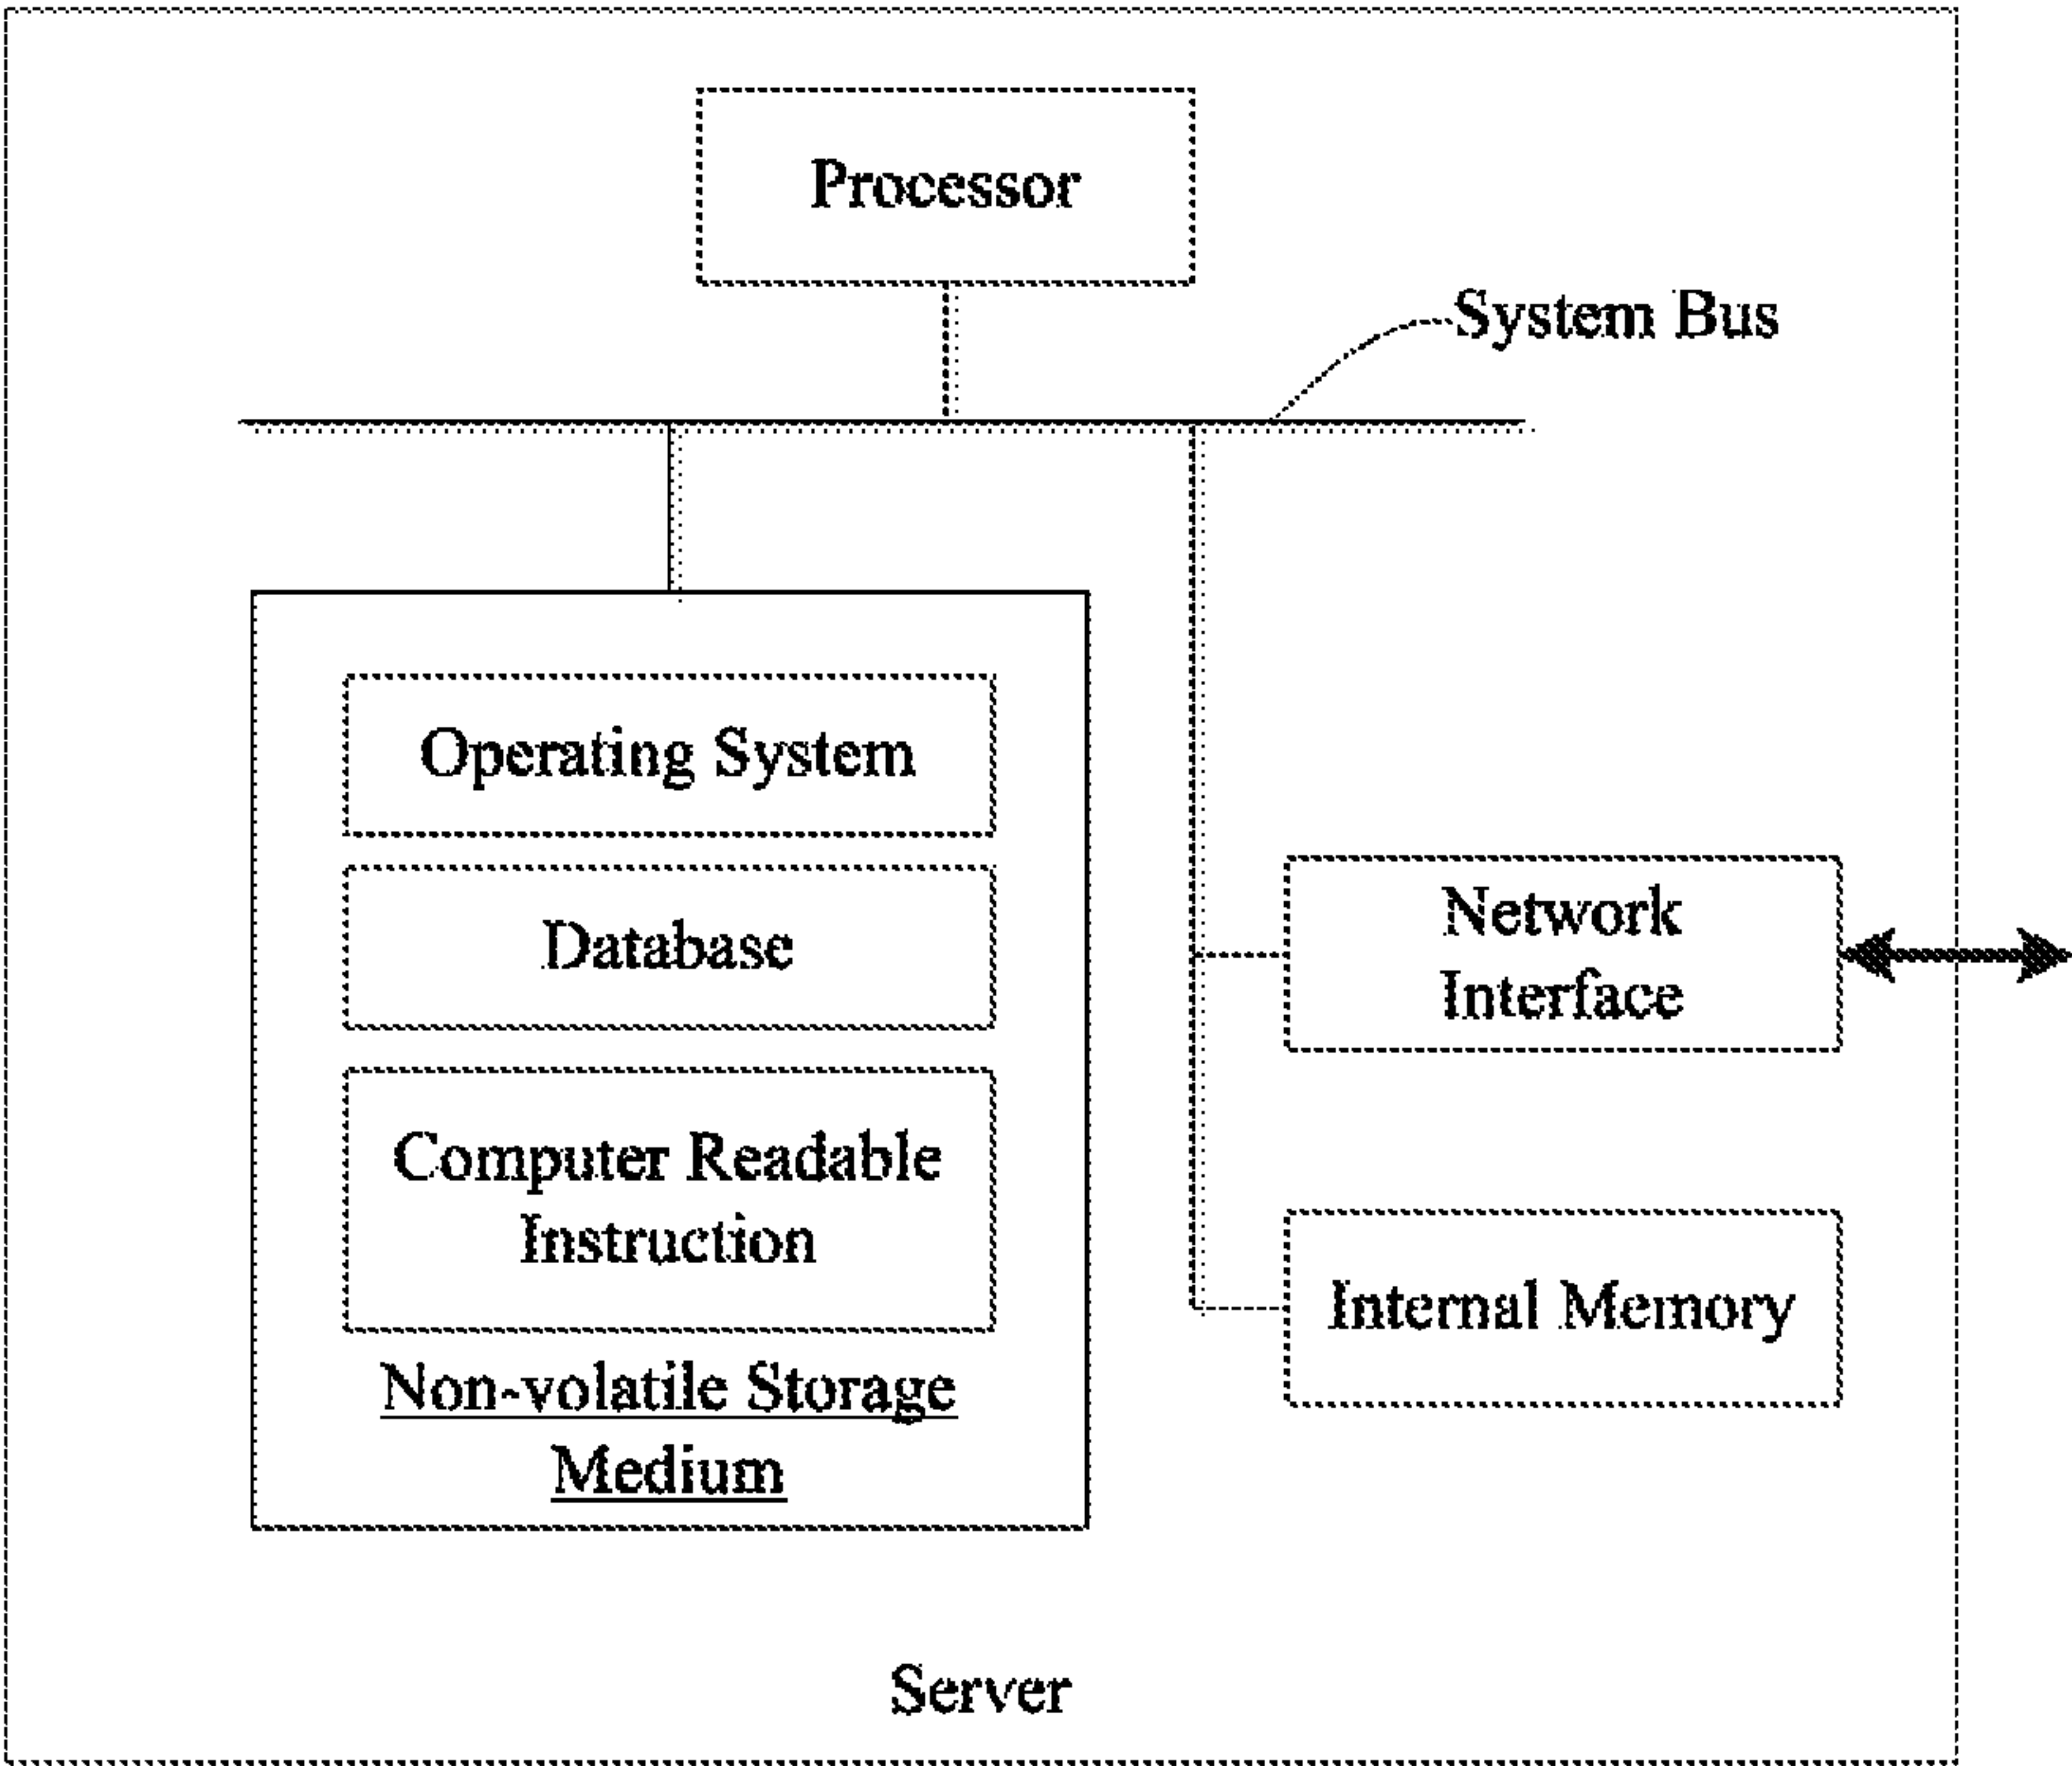 Processor
System Bus
Operating System
Database
Computer Readable
Instruction
Non-volatile Storage
Medium
Network
Interface
Internal Memory
Server